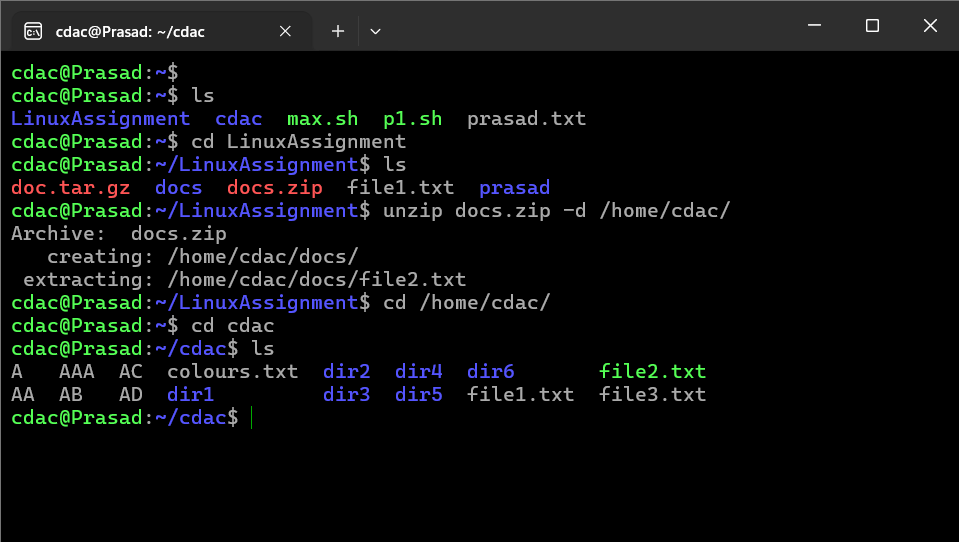 cdac@Prasad: ~/cdac
cdac@Prasad:~$
cdac@Prasad:~$ ls
LinuxAssignment  cdac  max.sh  p1.sh  prasad.txt
cdac@Prasad:~$ cd LinuxAssignment
cdac@Prasad:~/LinuxAssignment$ ls
doc.tar.gz  docs  docs.zip  file1.txt  prasad
cdac@Prasad:~/LinuxAssignment$ unzip docs.zip -d /home/cdac/
Archive:  docs.zip
   creating: /home/cdac/docs/
 extracting: /home/cdac/docs/file2.txt
cdac@Prasad:~/LinuxAssignment$ cd /home/cdac/
cdac@Prasad:~$ cd cdac
cdac@Prasad:~/cdac$ ls
A   AAA  AC  colours.txt  dir2  dir4  dir6       file2.txt
AA  AB   AD  dir1         dir3  dir5  file1.txt  file3.txt
cdac@Prasad:~/cdac$